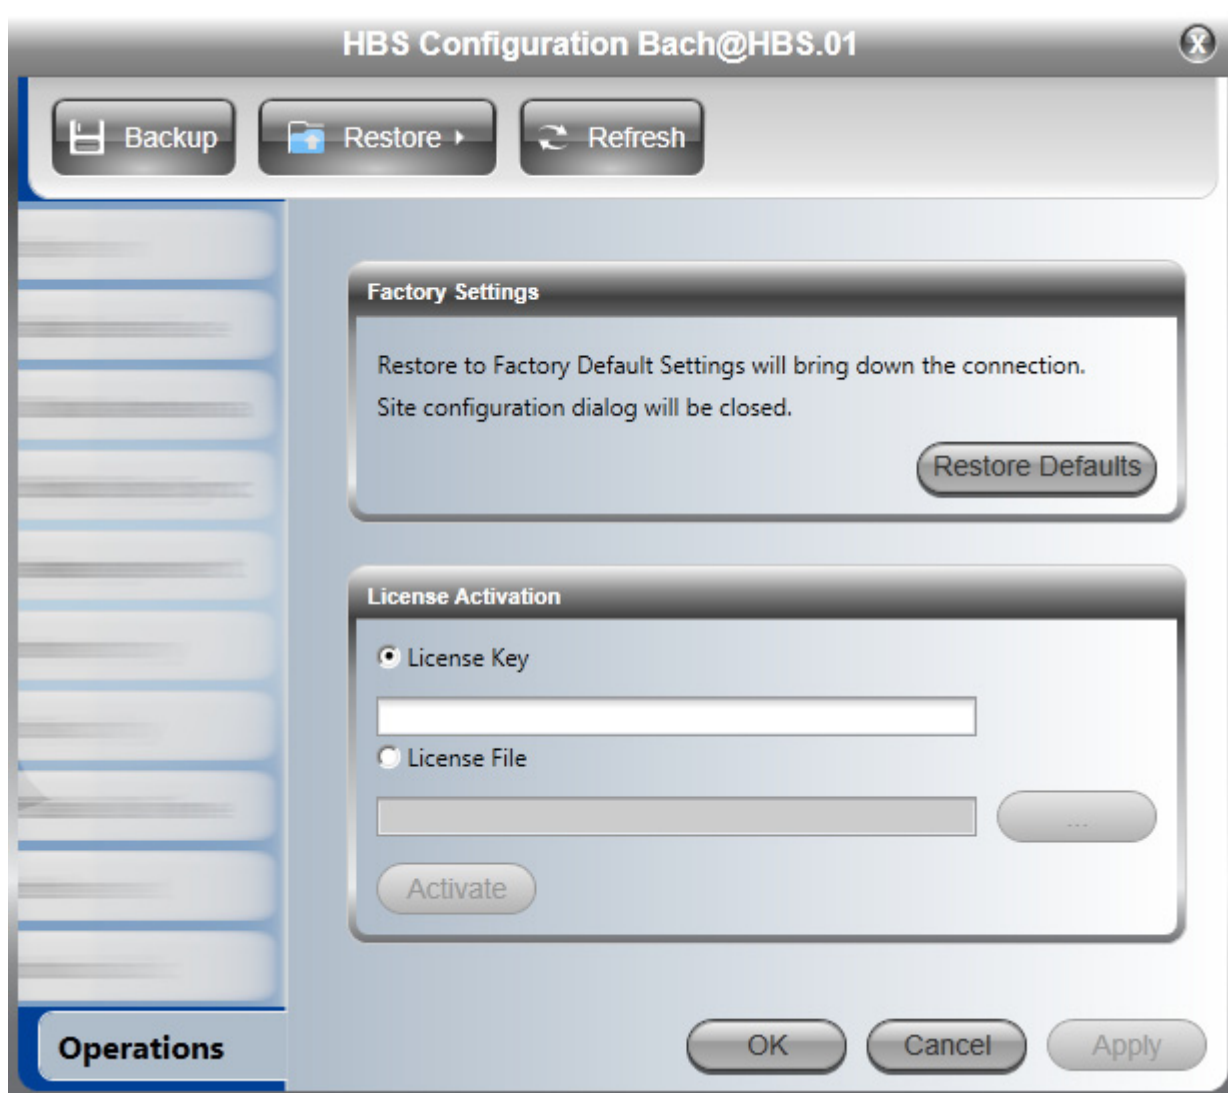 HBS Configuration Bach@HBS.01
Backup
Restore
Refresh
Factory Settings
Restore to Factory Default Settings will bring down the connection.
Site configuration dialog will be closed.
Restore Defaults
License Activation
License Key
License File
...
Activate
Operations
OK
Cancel
Apply